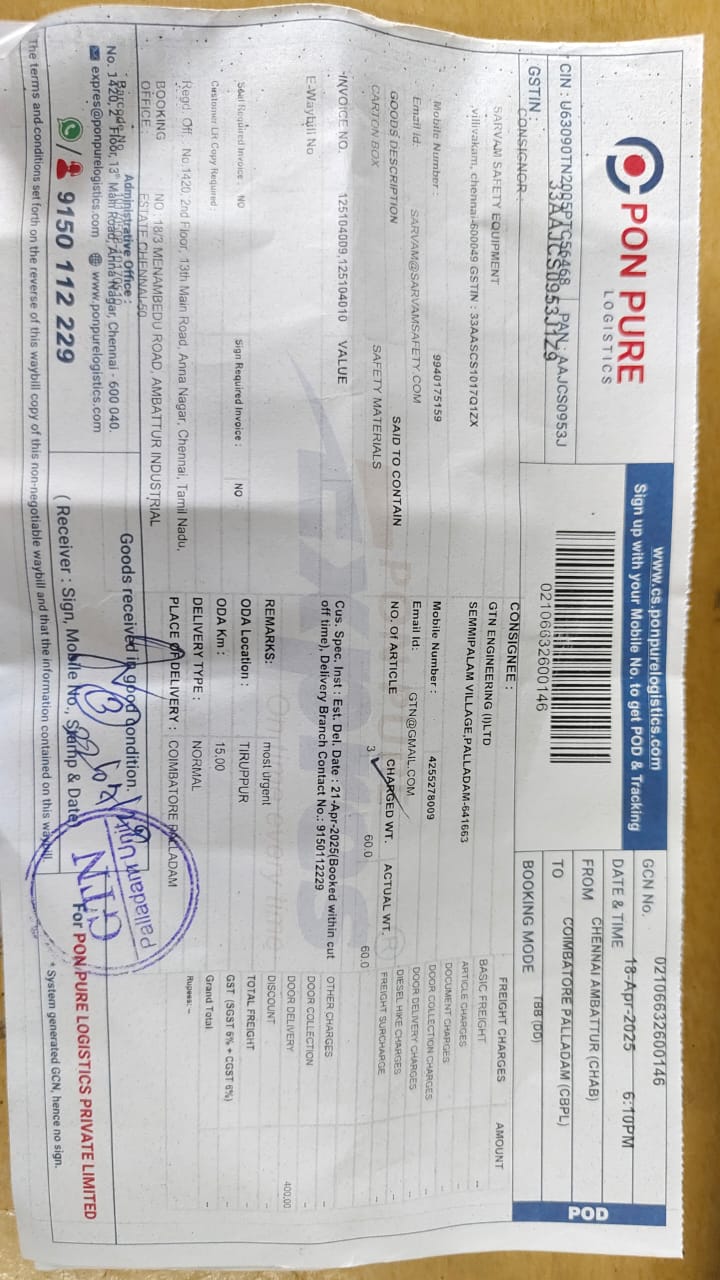 PON PURE
LOGISTICS
CIN : U63090TN2005PTC56468 PAN : AAJCS0953J
GSTIN : 33AAJCS0953J1Z9
www.cs.ponpurelogistics.com
Sign up with your Mobile No. to get POD & Tracking
02106632600146
GCN No. 02106632600146
DATE & TIME 18-Apr-2025 6:10PM
FROM CHENNAI AMBATTUR (CHAB)
TO COIMBATORE PALLADAM (CBPL)
BOOKING MODE TBB (DD)
POD
CONSIGNOR :
SARVAM SAFETY EQUIPMENT
villivakam, chennai-600049 GSTIN : 33AASCS1017Q1ZX
Mobile Number : 9940175159
Email Id: SARVAM@SARVAMSAFETY.COM
GOODS DESCRIPTION SAID TO CONTAIN
CARTON BOX SAFETY MATERIALS
INVOICE NO. 125104009,125104010 VALUE
E-Waybill No
Seal Required Invoice : NO Sign Required Invoice : NO
Customer Lit Copy Required :
Regd. Off. No.1420, 2nd Floor, 13th Main Road, Anna Nagar, Chennai, Tamil Nadu,
BOOKING OFFICE NO :18/3 MENAMBEDU ROAD, AMBATTUR INDUSTRIAL
ESTATE,CHENNAI-50
CONSIGNEE :
GTN ENGINEERING (I)LTD
SEMMIPALAM VILLAGE,PALLADAM-641663
Mobile Number : 4255278009
Email Id: GTN@GMAIL.COM
NO. OF ARTICLE CHARGED WT. ACTUAL WT.
3 60.0 60.0
Cus. Spec. Inst : Est. Del. Date : 21-Apr-2025(Booked within cut
off time), Delivery Branch Contact No.: 9150112229
REMARKS: most urgent
ODA Location : TIRUPPUR
ODA Km : 15.00
DELIVERY TYPE : NORMAL
PLACE OF DELIVERY : COIMBATORE PALLADAM
FREIGHT CHARGES AMOUNT
BASIC FREIGHT --
ARTICLE CHARGES
DOCUMENT CHARGES --
DOOR COLLECTION CHARGES --
DOOR DELIVERY CHARGES --
DIESEL HIKE CHARGES --
FREIGHT SURCHARGE --
OTHER CHARGES --
DOOR COLLECTION
DOOR DELIVERY 400.00
DISCOUNT
TOTAL FREIGHT --
GST (SGST 6% + CGST 6%) --
Grand Total --
Rupees: --
Barcode No
Administrative Office :
No. 1420, 2nd Floor, 13th Main Road, Anna Nagar, Chennai - 600 040.
expres@ponpurelogistics.com www.ponpurelogistics.com
9150 112 229
Goods received in good condition.
( Receiver : Sign, Mobile No., Stamp & Date)
GTN
Palladam Unit
For PON PURE LOGISTICS PRIVATE LIMITED
* System generated GCN, hence no sign.
The terms and conditions set forth on the reverse of this waybill copy of this non-negotiable waybill and that the information contained on this waybill.